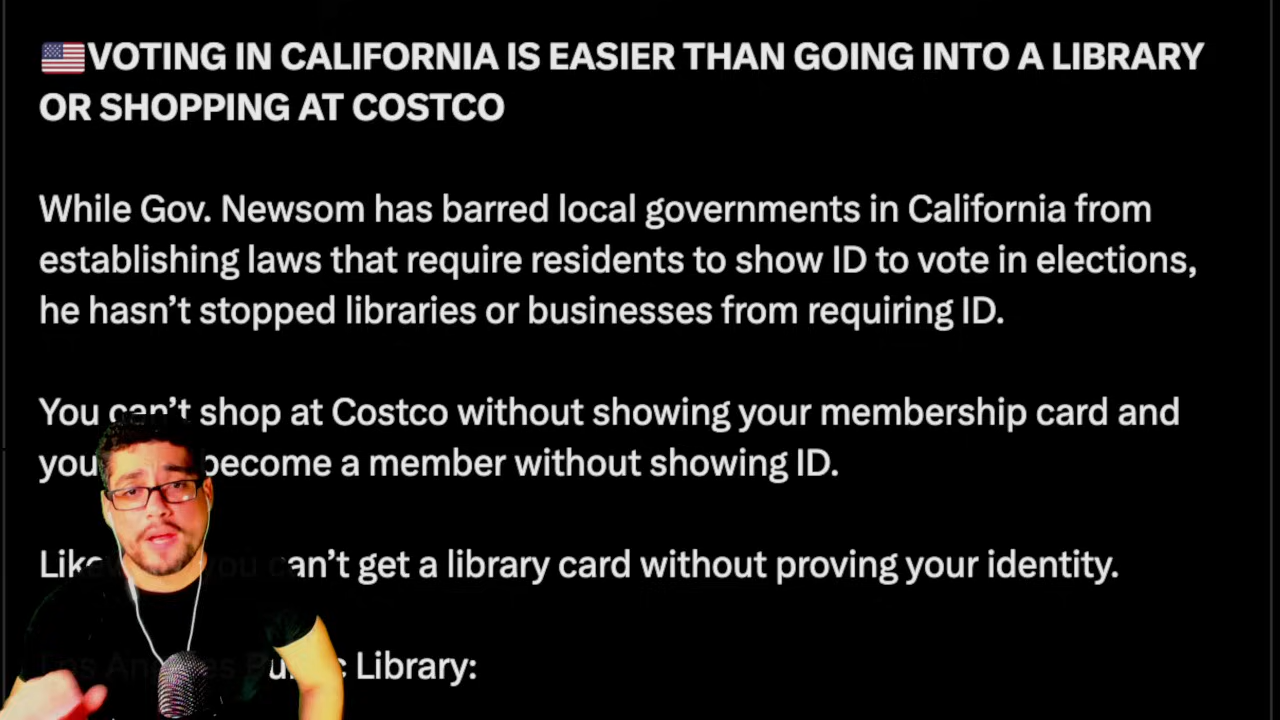 VOTING IN CALIFORNIA IS EASIER THAN GOING INTO A LIBRARY
OR SHOPPING AT COSTCO
While Gov. Newsom has barred local governments in California from
establishing laws that require residents to show ID to vote in elections,
he hasn’t stopped libraries or businesses from requiring ID.
You can’t shop at Costco without showing your membership card and
you become a member without showing ID.
you can’t get a library card without proving your identity.
Library: